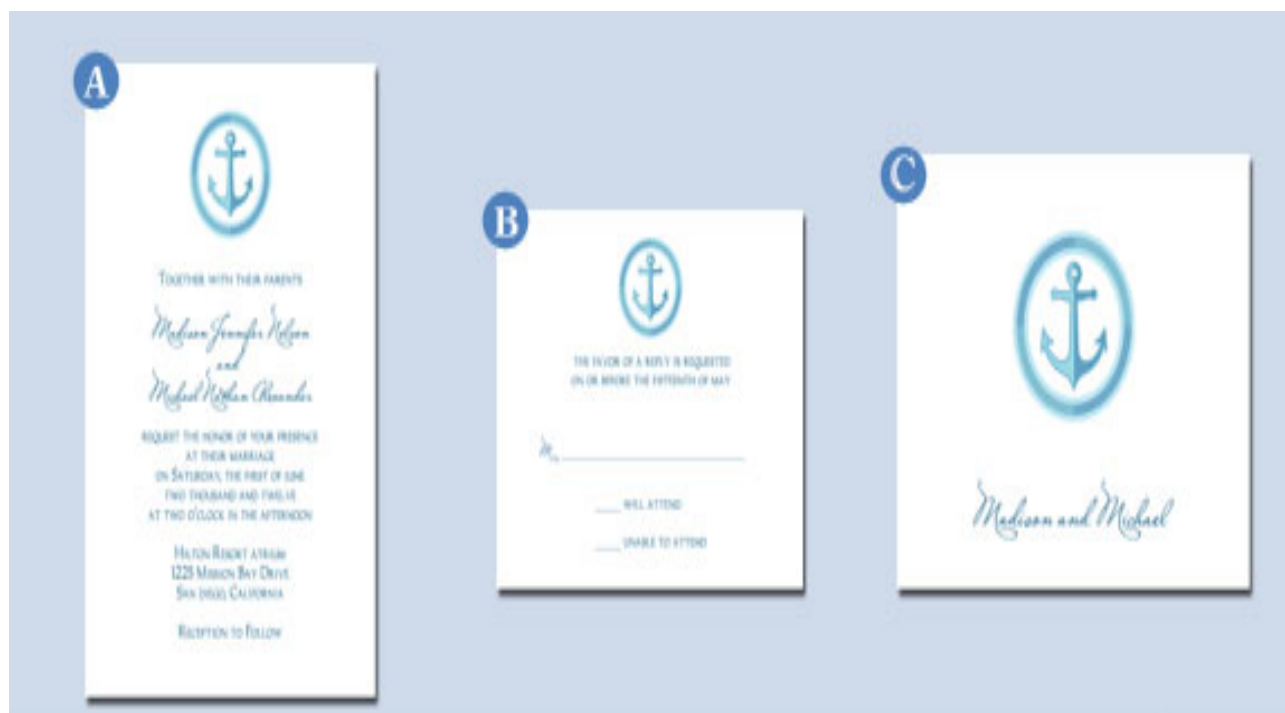 A
TOGETHER WITH THEIR PARENTS
Madison Jennifer Nelson
and
Michael Nathan Alexander
REQUEST THE HONOR OF YOUR PRESENCE
AT THEIR MARRIAGE
ON SATURDAY, THE FIRST OF JUNE
TWO THOUSAND AND TWELVE
AT TWO O'CLOCK IN THE AFTERNOON
HILTON RESORT ATRIUM
1225 MISSION BAY DRIVE
SAN DIEGO, CALIFORNIA
RECEPTION TO FOLLOW
B
THE FAVOR OF A REPLY IS REQUESTED
ON OR BEFORE THE FIFTEENTH OF MAY
M
WILL ATTEND
UNABLE TO ATTEND
C
Madison and Michael